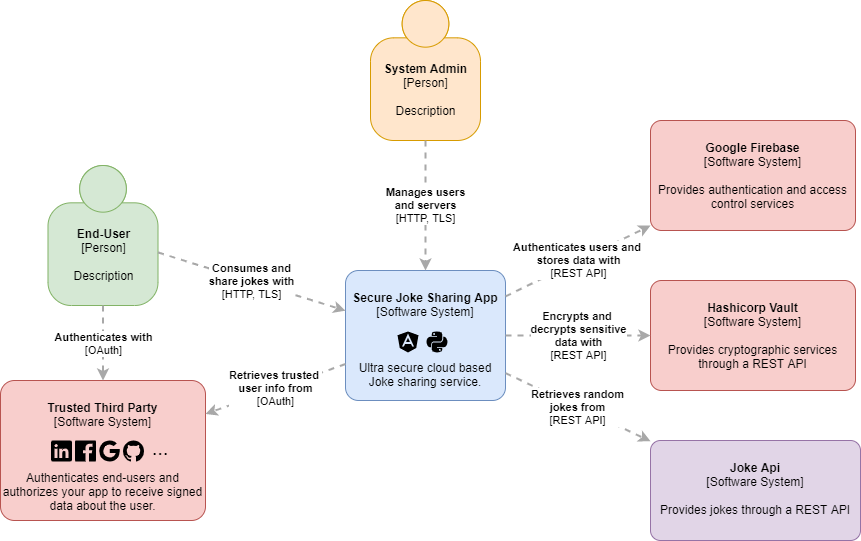 System Admin
[Person]
Description
Manages users
and servers
[HTTP, TLS]
End-User
[Person]
Description
Consumes and
share jokes with
[HTTP, TLS]
Authenticates with
[OAuth]
Trusted Third Party
[Software System]
...
Authenticates end-users and
authorizes your app to receive signed
data about the user.
Retrieves trusted
user info from
[OAuth]
Secure Joke Sharing App
[Software System]
Ultra secure cloud based
Joke sharing service.
Authenticates users and
stores data with
[REST API]
Encrypts and
decrypts sensitive
data with
[REST API]
Retrieves random
jokes from
[REST API]
Google Firebase
[Software System]
Provides authentication and access
control services
Hashicorp Vault
[Software System]
Provides cryptographic services
through a REST API
Joke Api
[Software System]
Provides jokes through a REST API